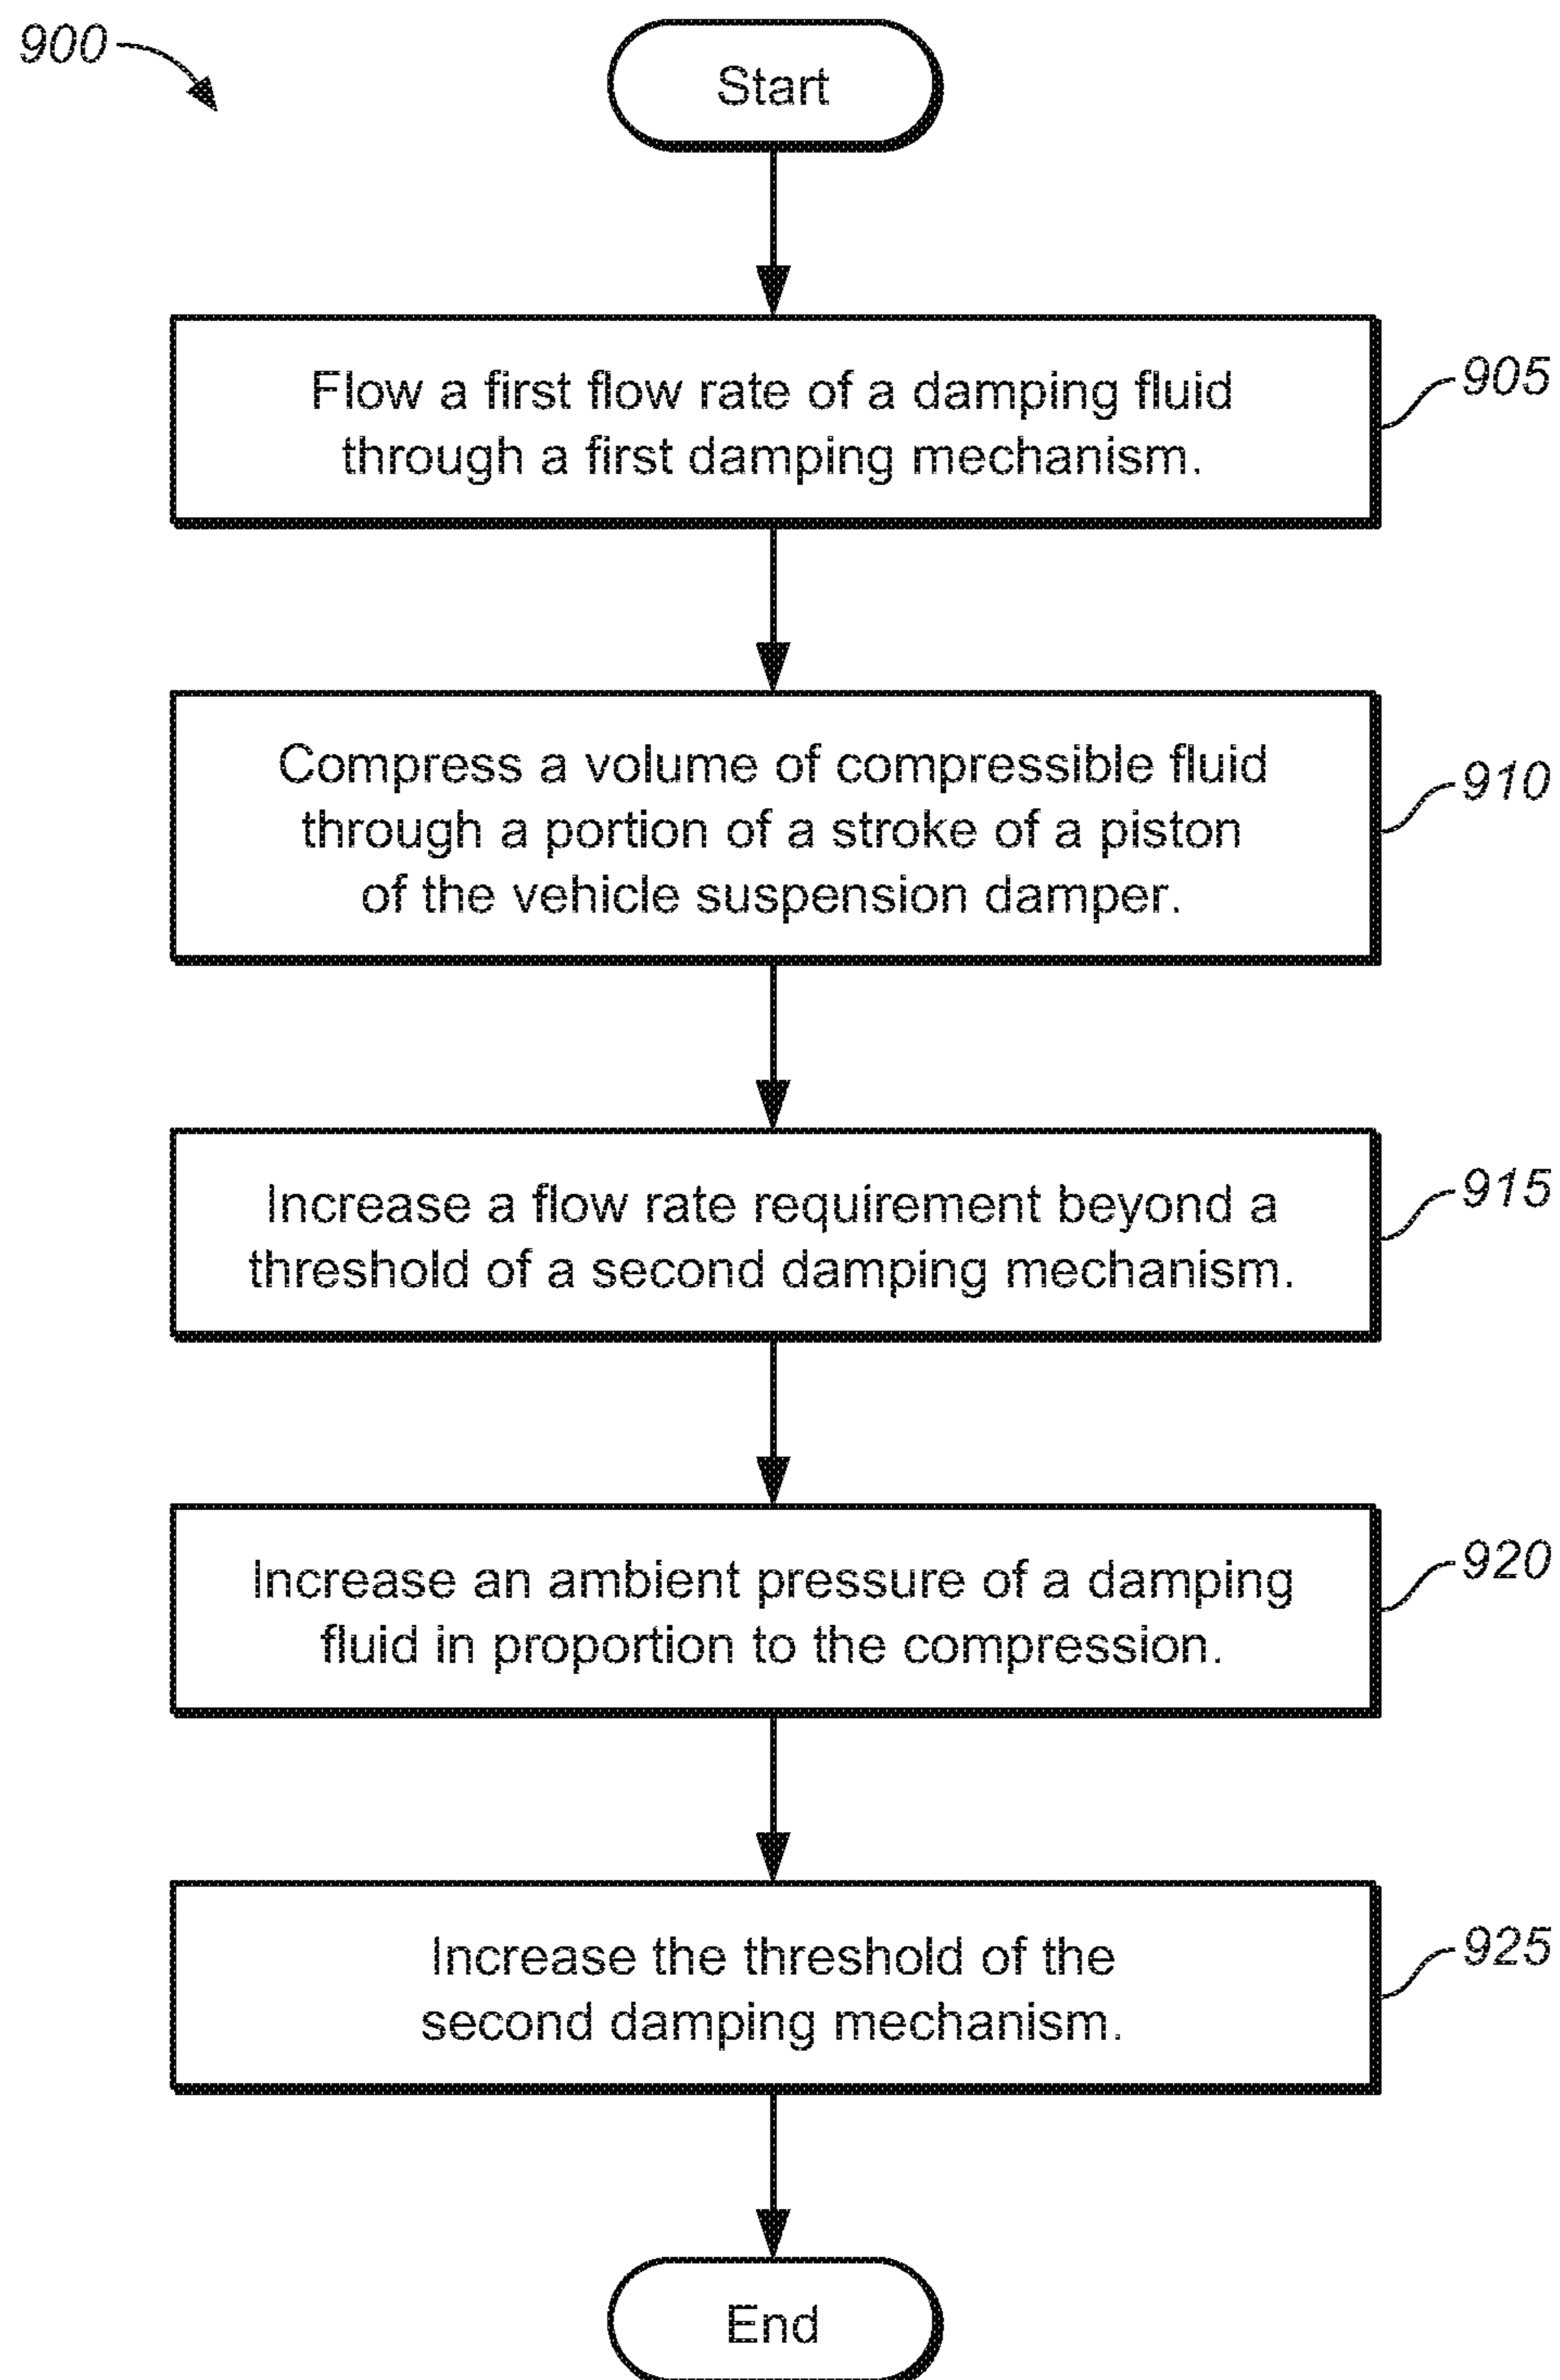 900
Start
Flow a first flow rate of a damping fluid
through a first damping mechanism.
905
Compress a volume of compressible fluid
through a portion of a stroke of a piston
of the vehicle suspension damper.
910
Increase a flow rate requirement beyond a
threshold of a second damping mechanism.
915
Increase an ambient pressure of a damping
fluid in proportion to the compression.
920
Increase the threshold of the
second damping mechanism.
925
End